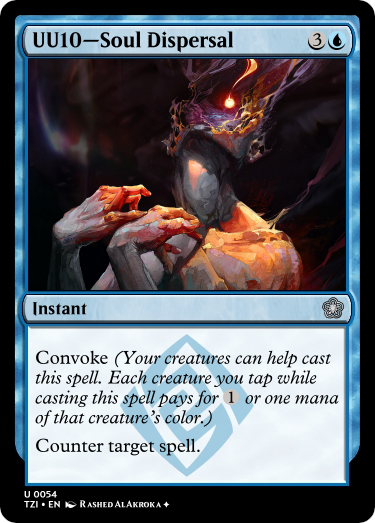 UU10—Soul Dispersal 3
Instant
Convoke (Your creatures can help cast
this spell. Each creature you tap while
casting this spell pays for 1 or one mana
of that creature's color.)
Counter target spell.
U 0054
TZI • EN Rashed AlAkroka